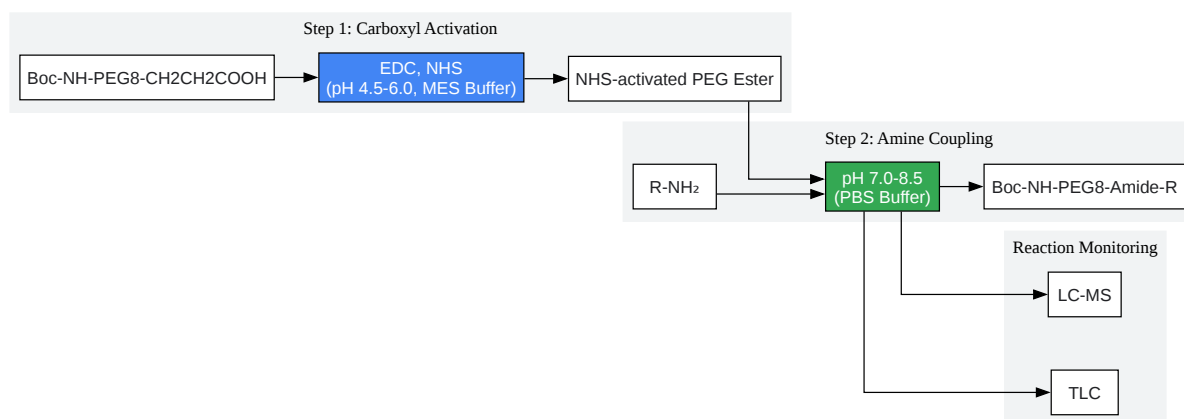 Step 1: Carboxyl Activation
Boc-NH-PEG8-CH2CH2COOH
EDC, NHS
(pH 4.5-6.0, MES Buffer)
NHS-activated PEG Ester
Step 2: Amine Coupling
R-NH₂
pH 7.0-8.5
(PBS Buffer)
Boc-NH-PEG8-Amide-R
Reaction Monitoring
LC-MS
TLC